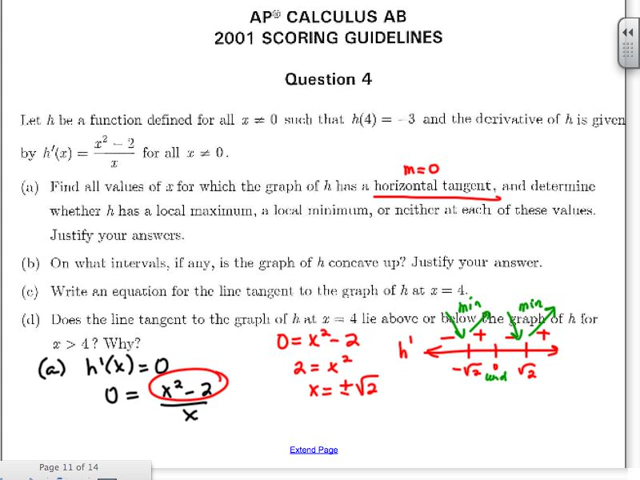 AP® CALCULUS AB
2001 SCORING GUIDELINES
Question 4
Let h be a function defined for all x ≠ 0 such that h(4) = -3 and the derivative of h is given
by h'(x) = (x² - 2)/x for all x ≠ 0.
m=0
(a) Find all values of x for which the graph of h has a horizontal tangent, and determine
whether h has a local maximum, a local minimum, or neither at each of these values.
Justify your answers.
(b) On what intervals, if any, is the graph of h concave up? Justify your answer.
(c) Write an equation for the line tangent to the graph of h at x = 4.
min min
(d) Does the line tangent to the graph of h at x = 4 lie above or below the graph of h for
x > 4? Why?
(a) h'(x) = 0
0 = (x² - 2)/x
0 = x² - 2
2 = x²
x = ±√2
h' - + - +
-√2 0 √2
und
Extend Page
Page 11 of 14